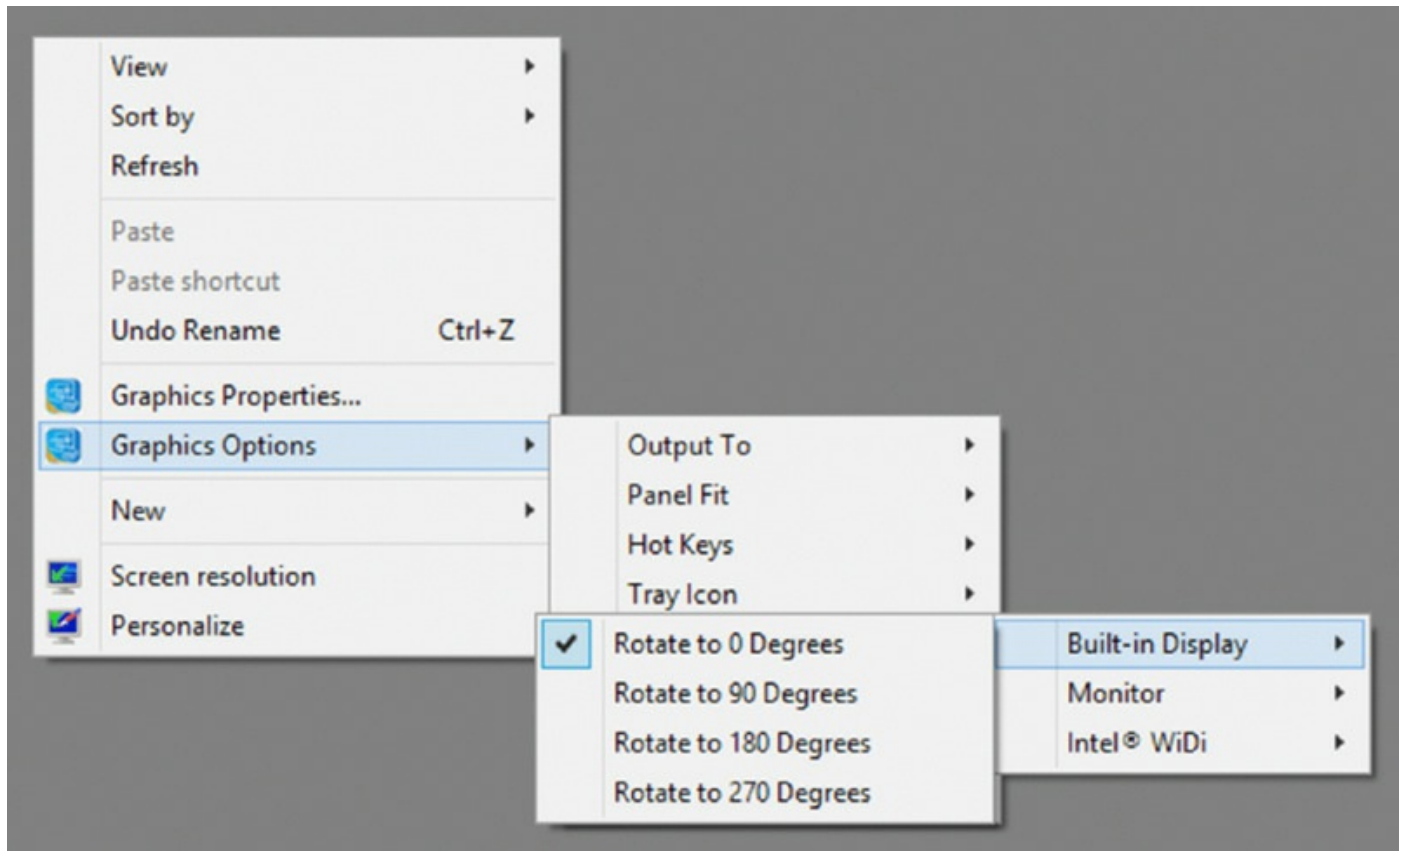 View
Sort by
Refresh
Paste
Paste shortcut
Undo Rename Ctrl+Z
Graphics Properties...
Graphics Options
New
Screen resolution
Personalize
Output To
Panel Fit
Hot Keys
Tray Icon
Built-in Display
Monitor
Intel® WiDi
Rotate to 0 Degrees
Rotate to 90 Degrees
Rotate to 180 Degrees
Rotate to 270 Degrees